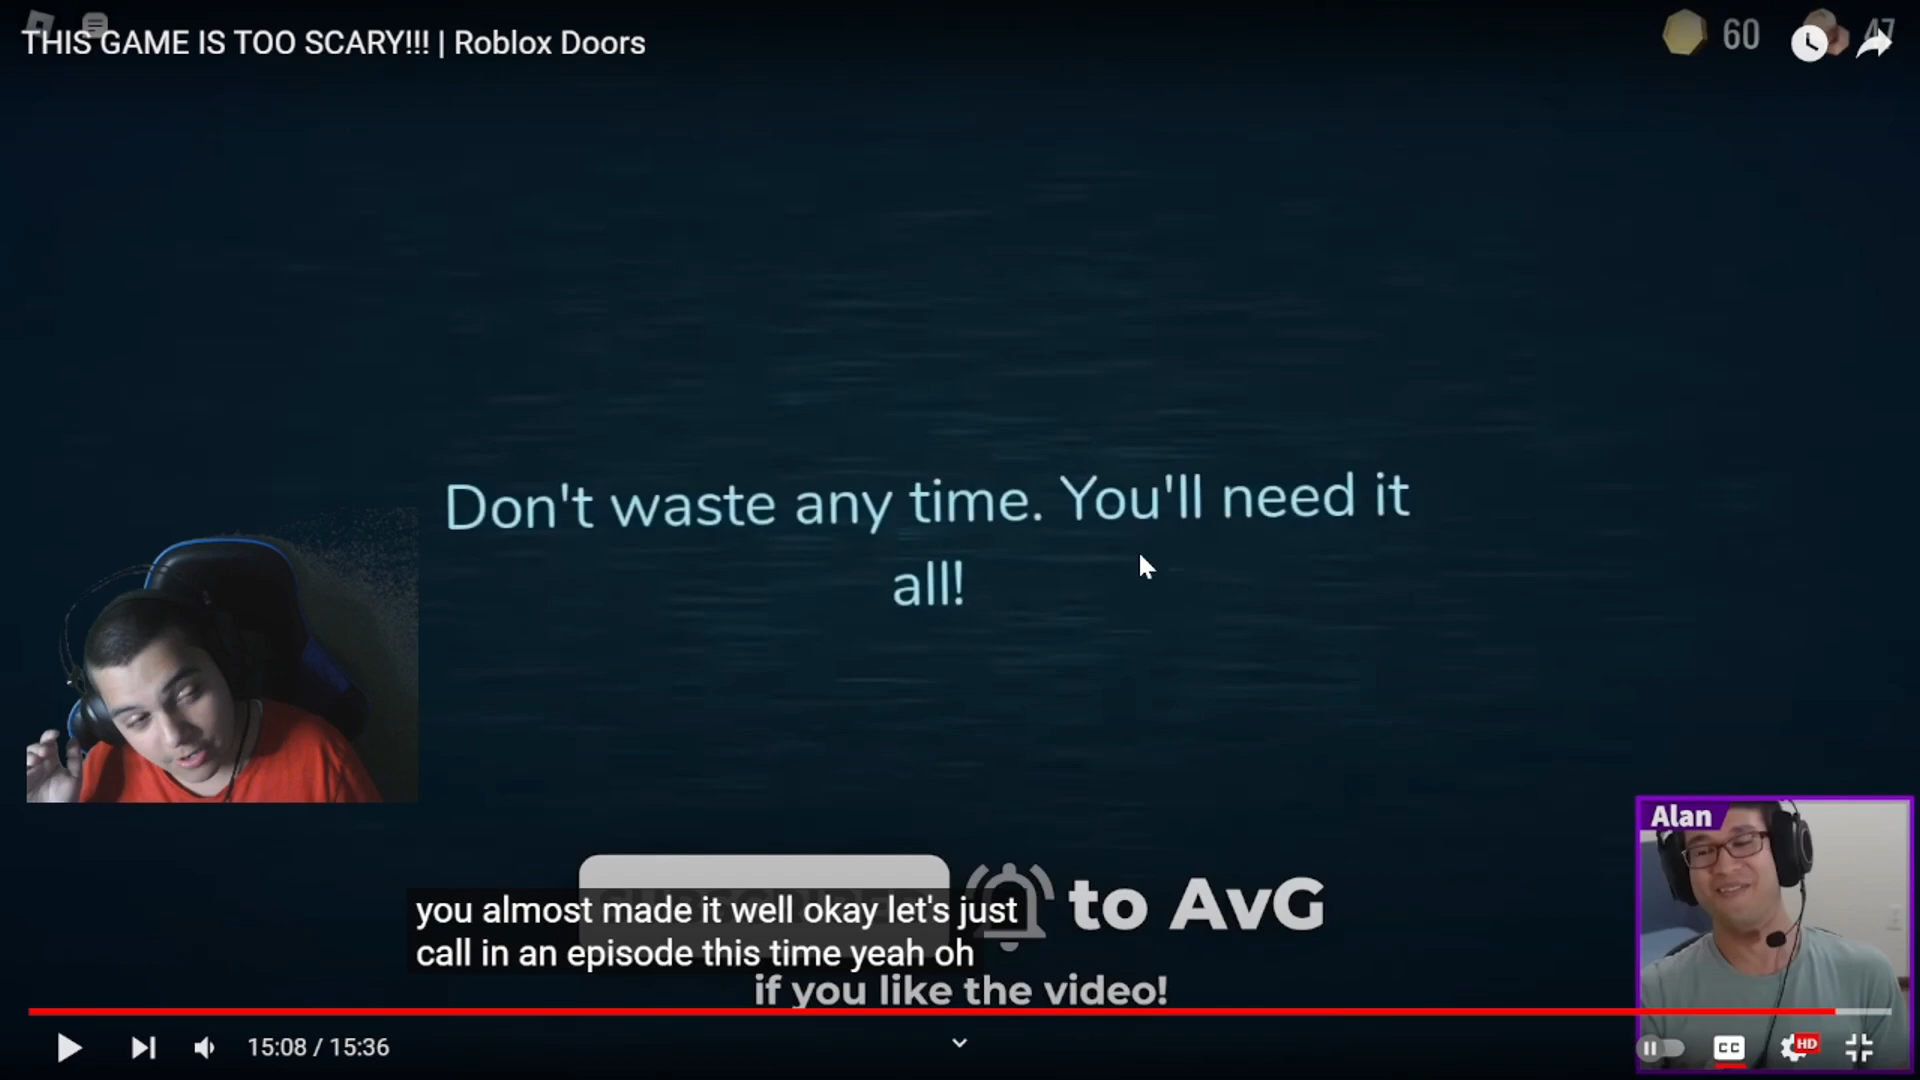 THIS GAME IS TOO SCARY!!! | Roblox Doors
60
47
Don't waste any time. You'll need it
all!
Alan
to AvG
you almost made it well okay let's just
call in an episode this time yeah oh
if you like the video!
15:08 / 15:36
CC
HD